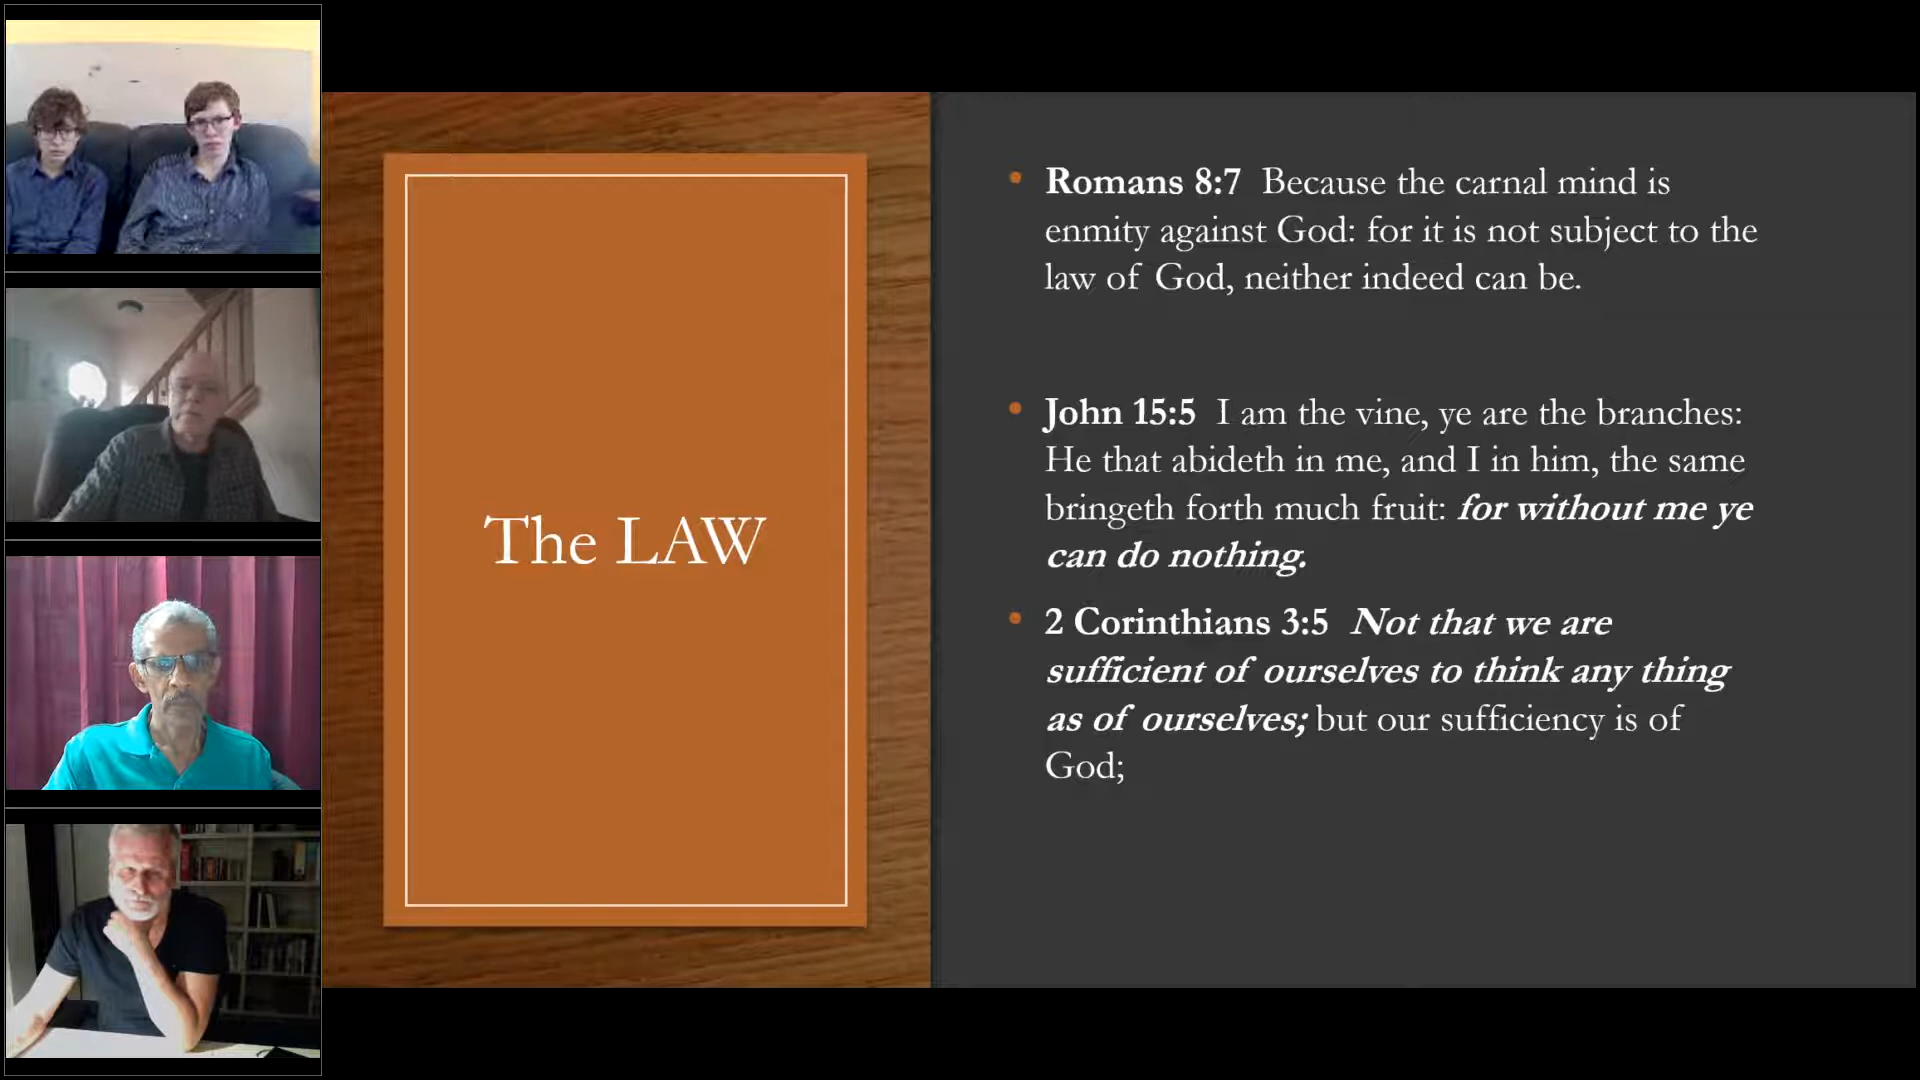 The LAW
Romans 8:7 Because the carnal mind is
enmity against God: for it is not subject to the
law of God, neither indeed can be.
John 15:5 I am the vine, ye are the branches:
He that abideth in me, and I in him, the same
bringeth forth much fruit: for without me ye
can do nothing.
2 Corinthians 3:5 Not that we are
sufficient of ourselves to think any thing
as of ourselves; but our sufficiency is of
God;